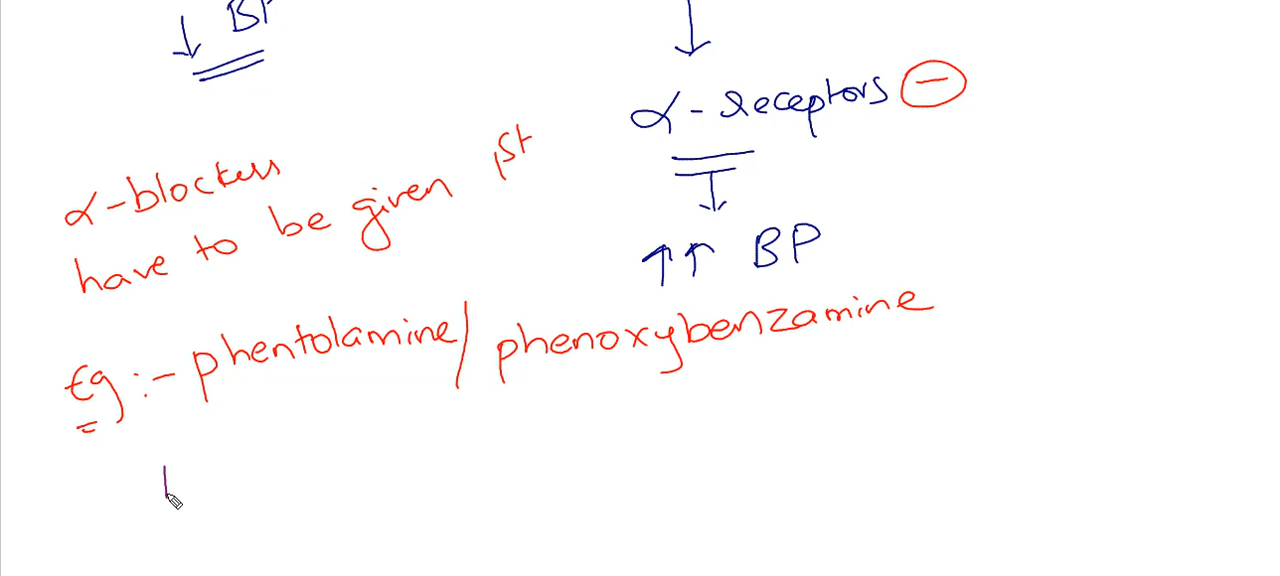 ↓ BP
↓
α-receptors ⊖
↓
↑↑ BP
α-blockers
have to be given 1st
Eg :- phentolamine/phenoxybenzamine